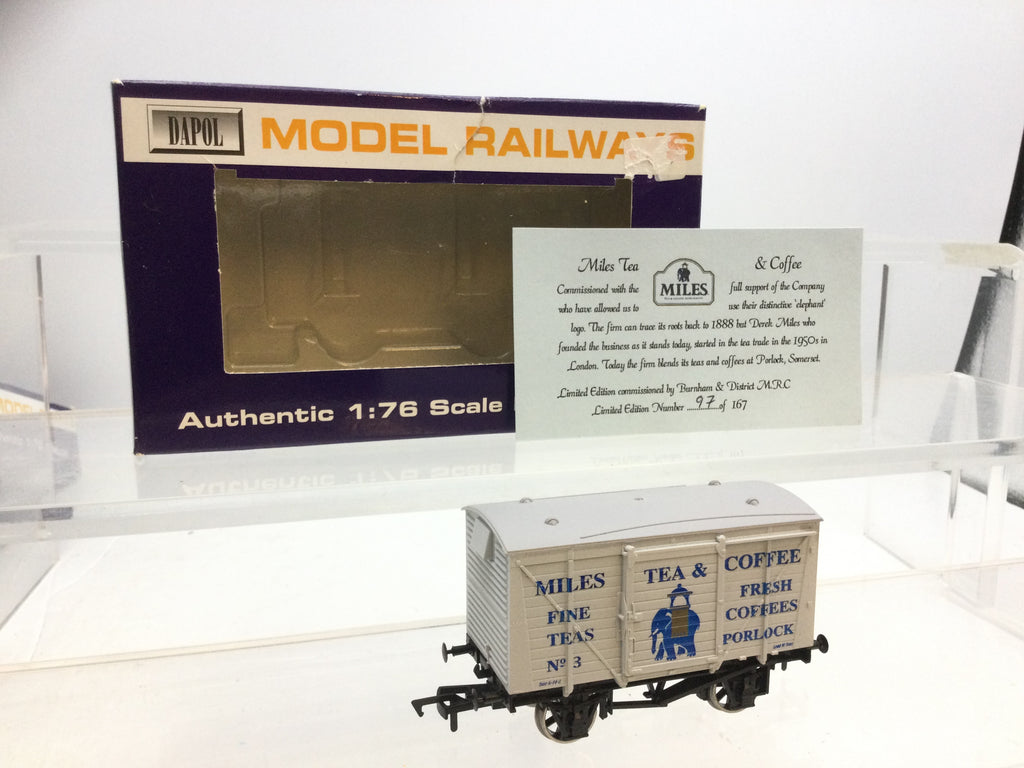 DAPOL
MODEL RAILWAYS
Authentic 1:76 Scale
Miles Tea & Coffee
MILES
Commissioned with the full support of the Company
who have allowed us to use their distinctive 'elephant'
logo. The firm can trace its roots back to 1888 but Derek Miles who
founded the business as it stands today, started in the tea trade in the 1950s in
London. Today the firm blends its teas and coffees at Porlock, Somerset.
Limited Edition commissioned by Burnham & District M.R.C
Limited Edition Number ......97...of 167
MILES TEA & COFFEE
FINE FRESH
TEAS COFFEES
Nº 3 PORLOCK